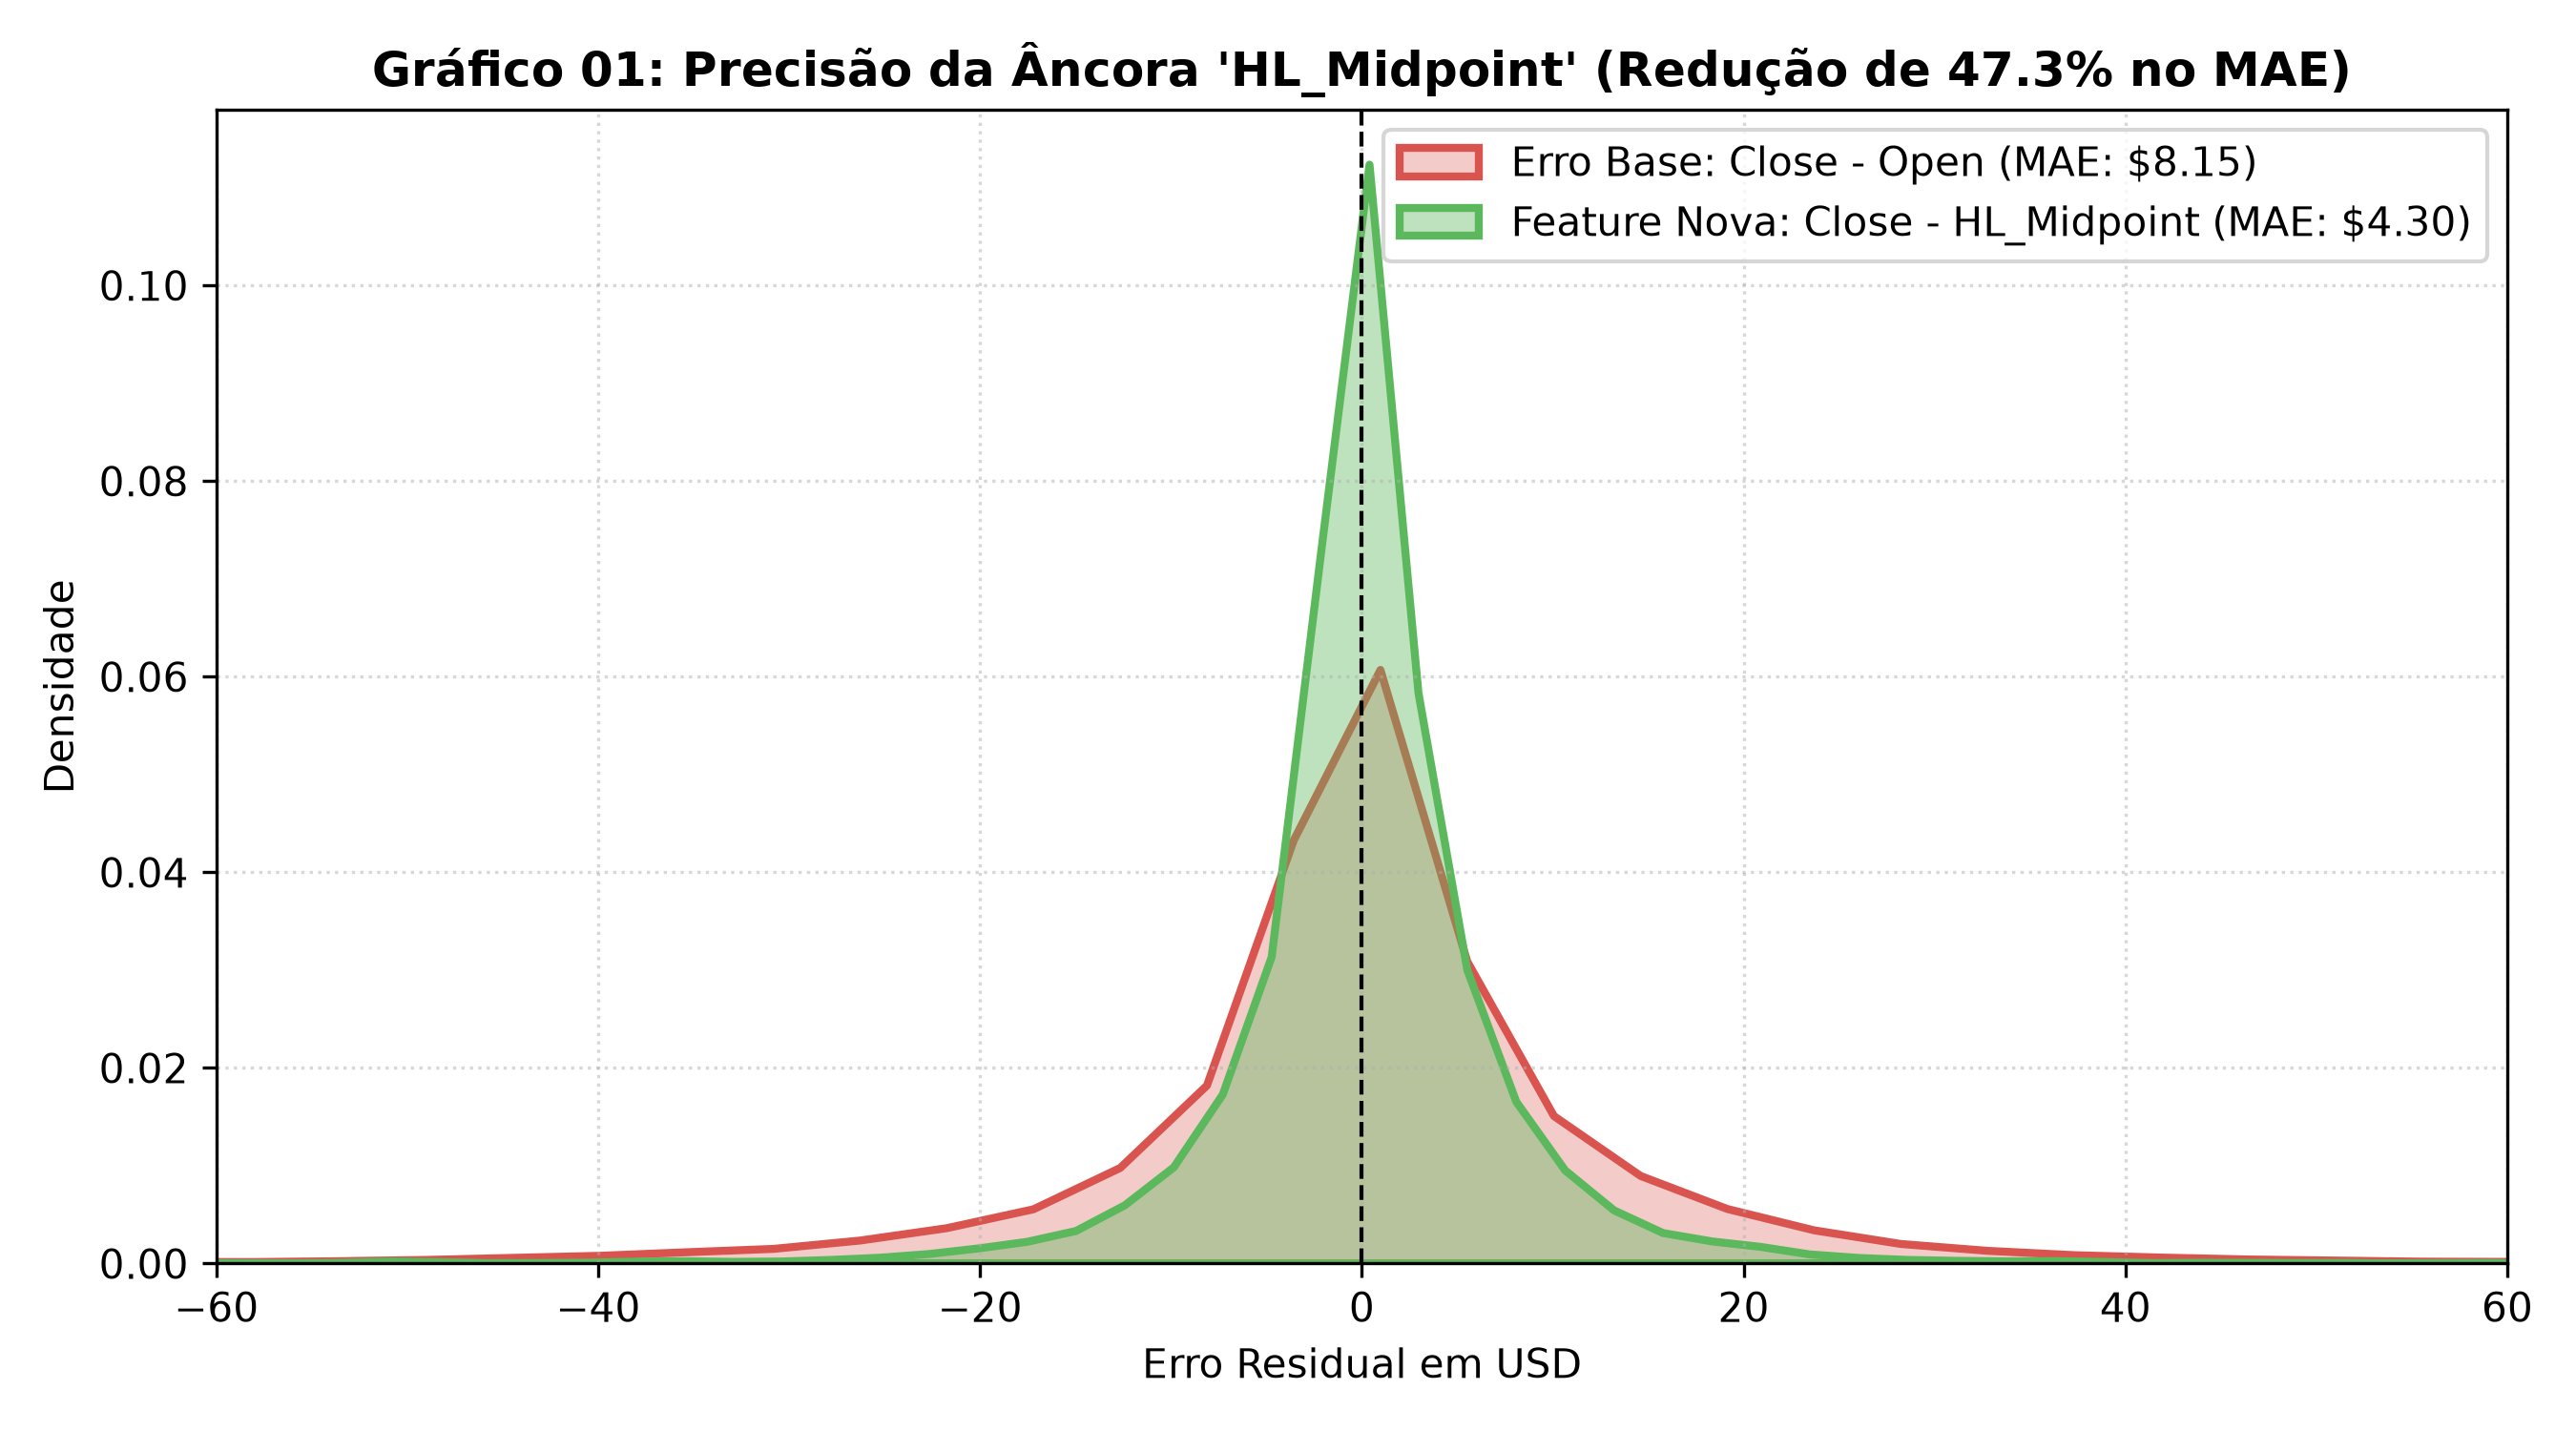 Gráfico 01: Precisão da Âncora 'HL_Midpoint' (Redução de 47.3% no MAE)
Erro Base: Close - Open (MAE: $8.15)
Feature Nova: Close - HL_Midpoint (MAE: $4.30)
Densidade
0.10
0.08
0.06
0.04
0.02
0.00
−60 −40 −20 0 20 40 60
Erro Residual em USD